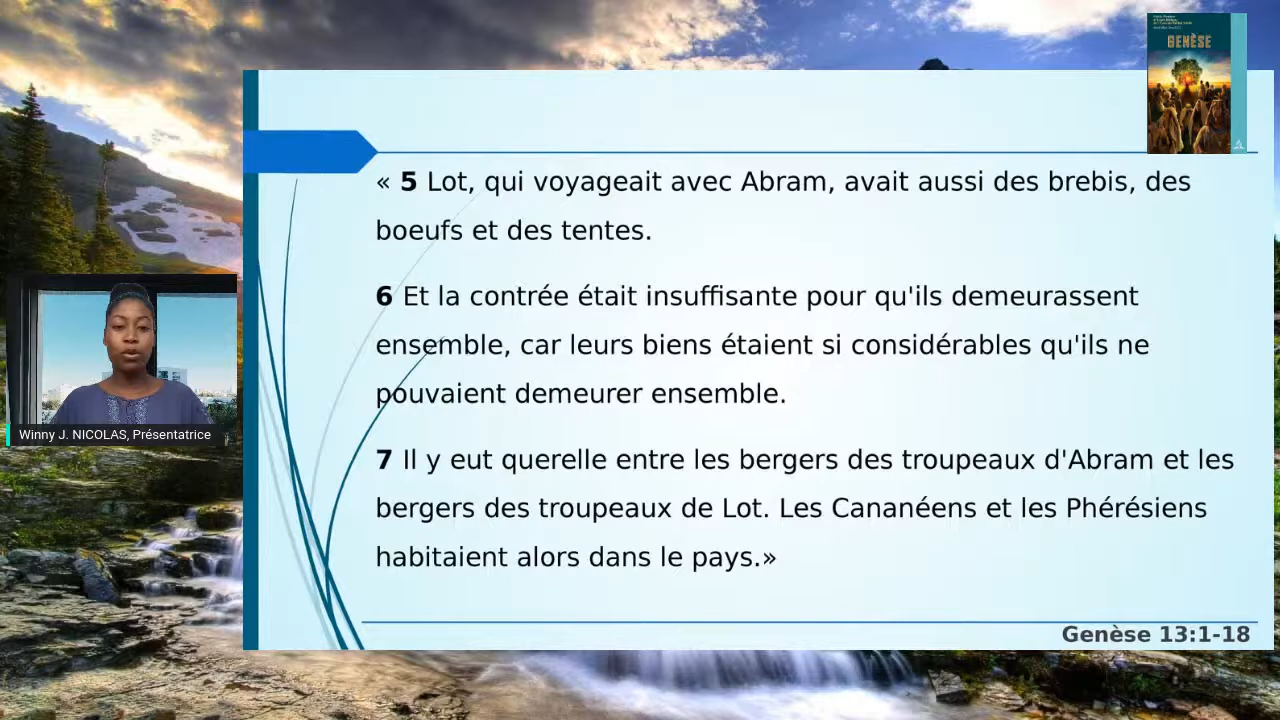 GENÈSE
« 5 Lot, qui voyageait avec Abram, avait aussi des brebis, des
boeufs et des tentes.
6 Et la contrée était insuffisante pour qu'ils demeurassent
ensemble, car leurs biens étaient si considérables qu'ils ne
pouvaient demeurer ensemble.
7 Il y eut querelle entre les bergers des troupeaux d'Abram et les
bergers des troupeaux de Lot. Les Cananéens et les Phérésiens
habitaient alors dans le pays.»
Genèse 13:1-18
Winny J. NICOLAS, Présentatrice